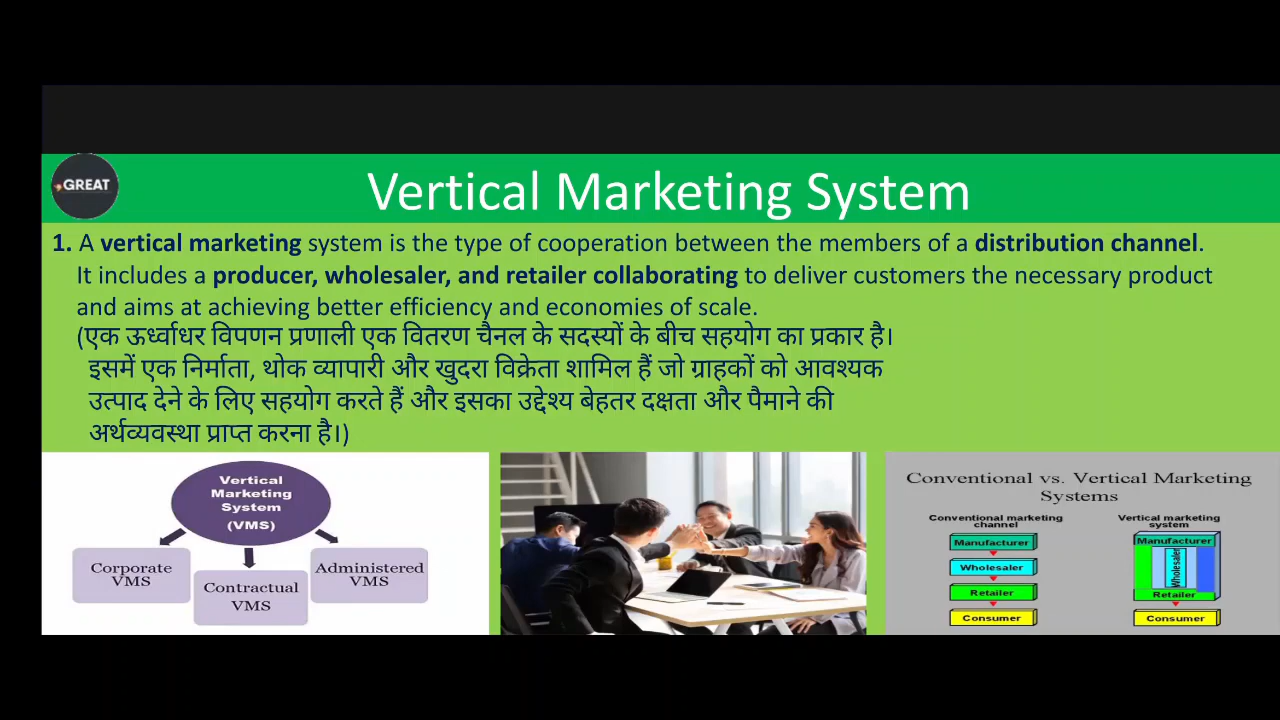 GREAT
Vertical Marketing System
1. A vertical marketing system is the type of cooperation between the members of a distribution channel.
It includes a producer, wholesaler, and retailer collaborating to deliver customers the necessary product
and aims at achieving better efficiency and economies of scale.
(एक ऊर्ध्वाधर विपणन प्रणाली एक वितरण चैनल के सदस्यों के बीच सहयोग का प्रकार है।
इसमें एक निर्माता, थोक व्यापारी और खुदरा विक्रेता शामिल हैं जो ग्राहकों को आवश्यक
उत्पाद देने के लिए सहयोग करते हैं और इसका उद्देश्य बेहतर दक्षता और पैमाने की
अर्थव्यवस्था प्राप्त करना है।)
Vertical
Marketing
System
(VMS)
Corporate
VMS
Contractual
VMS
Administered
VMS
Conventional vs. Vertical Marketing
Systems
Conventional marketing
channel
Manufacturer
Wholesaler
Retailer
Consumer
Vertical marketing
system
Manufacturer
Wholesaler
Retailer
Consumer